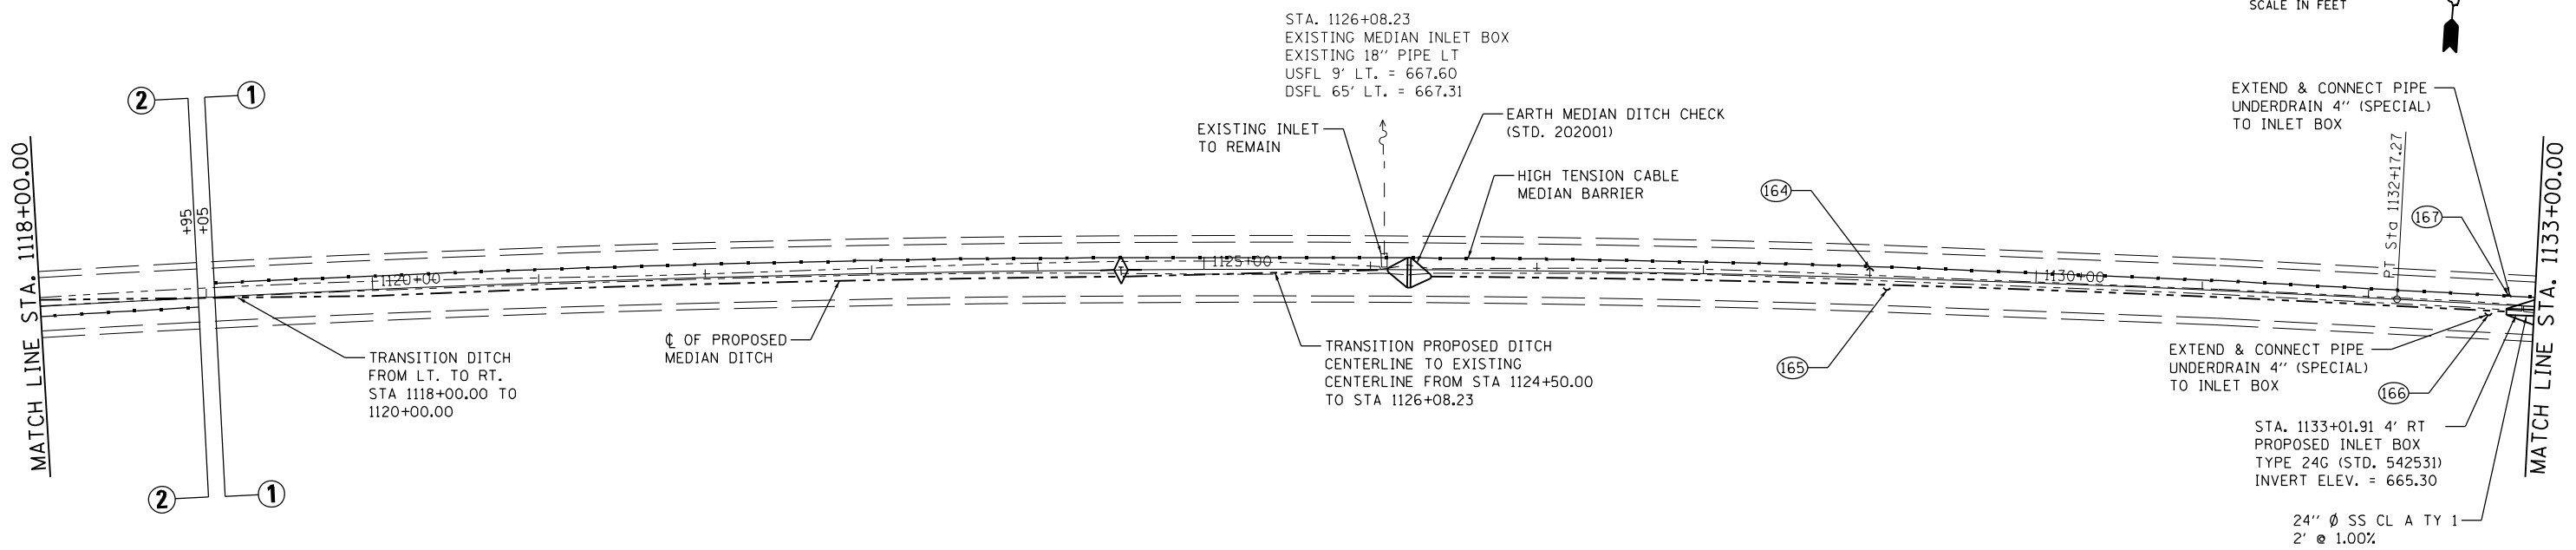 SCALE IN FEET
STA. 1126+08.23
EXISTING MEDIAN INLET BOX
EXISTING 18" PIPE LT
USFL 9' LT. = 667.60
DSFL 65' LT. = 667.31
EXISTING INLET
TO REMAIN
EARTH MEDIAN DITCH CHECK
(STD. 202001)
HIGH TENSION CABLE
MEDIAN BARRIER
EXTEND & CONNECT PIPE
UNDERDRAIN 4" (SPECIAL)
TO INLET BOX
2
1
MATCH LINE STA. 1118+00.00
+95
+05
164
PT Sta 1132+17.27
167
MATCH LINE STA. 1133+00.00
1120+00
1125+00
1130+00
TRANSITION DITCH
FROM LT. TO RT.
STA 1118+00.00 TO
1120+00.00
℄ OF PROPOSED
MEDIAN DITCH
TRANSITION PROPOSED DITCH
CENTERLINE TO EXISTING
CENTERLINE FROM STA 1124+50.00
TO STA 1126+08.23
165
EXTEND & CONNECT PIPE
UNDERDRAIN 4" (SPECIAL)
TO INLET BOX
166
STA. 1133+01.91 4' RT
PROPOSED INLET BOX
TYPE 24G (STD. 542531)
INVERT ELEV. = 665.30
24" Ø SS CL A TY 1
2' @ 1.00%
2
1